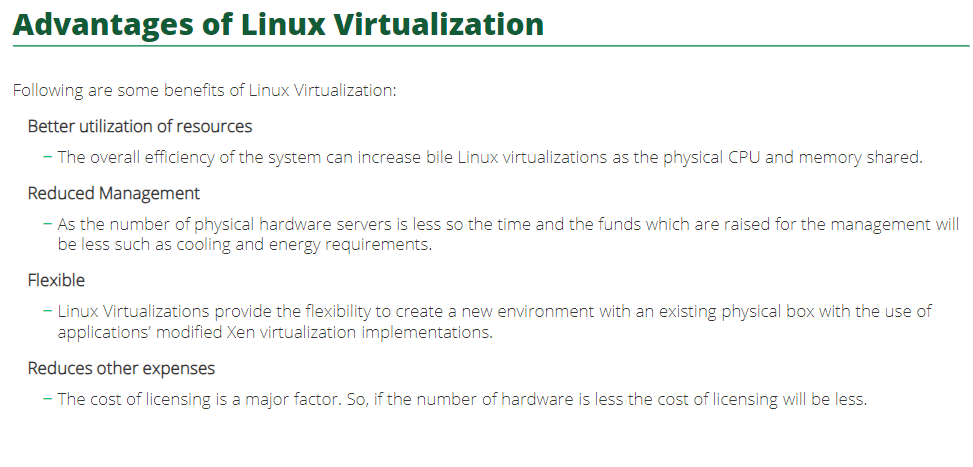 Advantages of Linux Virtualization
Following are some benefits of Linux Virtualization:
Better utilization of resources
– The overall efficiency of the system can increase bile Linux virtualizations as the physical CPU and memory shared.
Reduced Management
– As the number of physical hardware servers is less so the time and the funds which are raised for the management will
be less such as cooling and energy requirements.
Flexible
– Linux Virtualizations provide the flexibility to create a new environment with an existing physical box with the use of
applications’ modified Xen virtualization implementations.
Reduces other expenses
– The cost of licensing is a major factor. So, if the number of hardware is less the cost of licensing will be less.